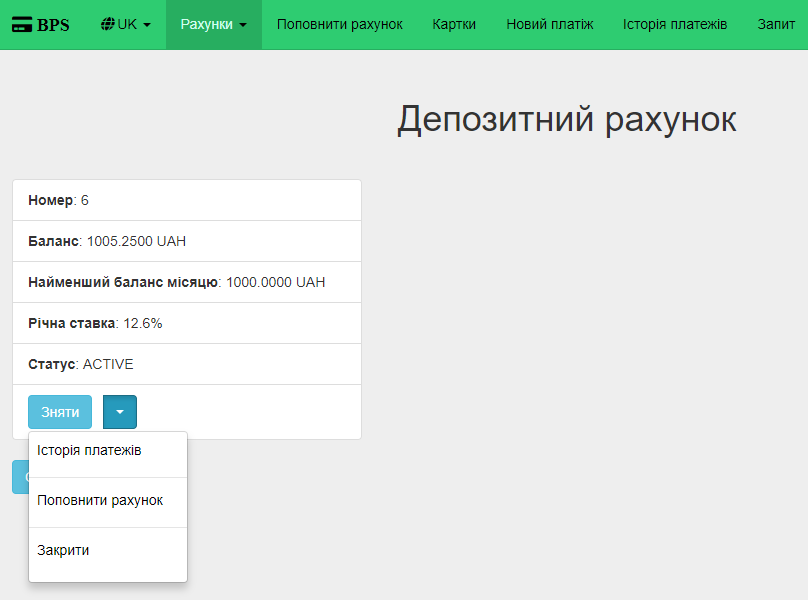 BPS UK Рахунки Поповнити рахунок Картки Новий платіж Історія платежів Запит
Депозитний рахунок
Номер: 6
Баланс: 1005.2500 UAH
Найменший баланс місяцю: 1000.0000 UAH
Річна ставка: 12.6%
Статус: ACTIVE
Зняти
Історія платежів
Поповнити рахунок
Закрити